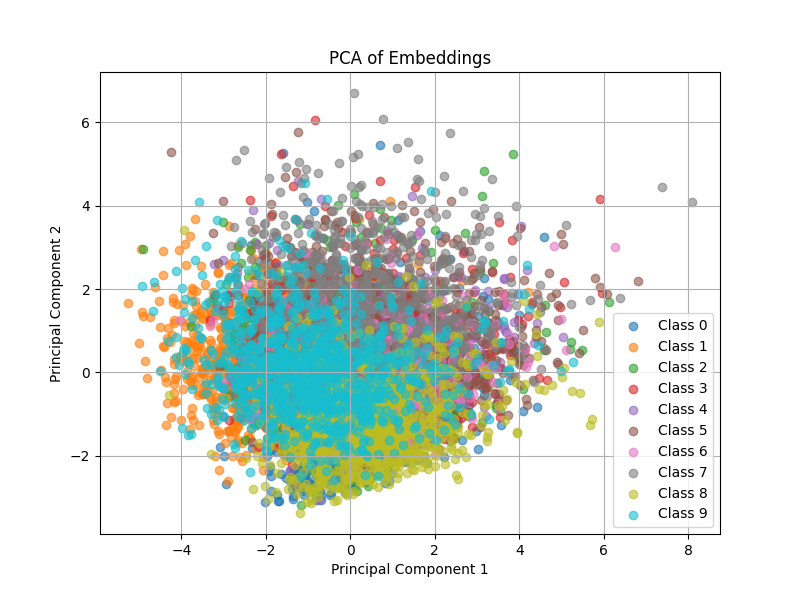 PCA of Embeddings
Principal Component 2
6
4
2
0
−2
−4
−2
0
2
4
6
8
Principal Component 1
Class 0
Class 1
Class 2
Class 3
Class 4
Class 5
Class 6
Class 7
Class 8
Class 9